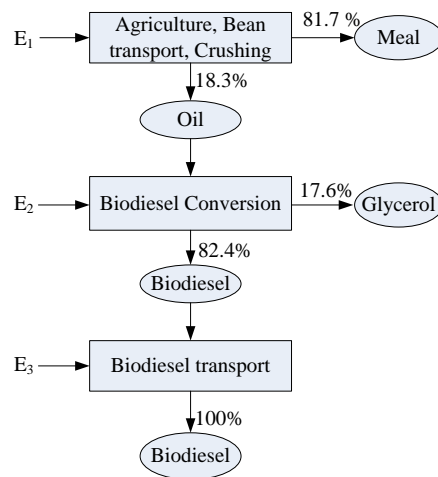 E1
Agriculture, Bean
transport, Crushing
81.7 %
Meal
18.3%
Oil
E2
Biodiesel Conversion
17.6%
Glycerol
82.4%
Biodiesel
E3
Biodiesel transport
100%
Biodiesel